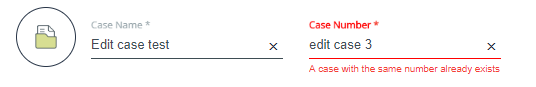 Case Name *
Case Number *
Edit case test ×
edit case 3 ×
A case with the same number already exists